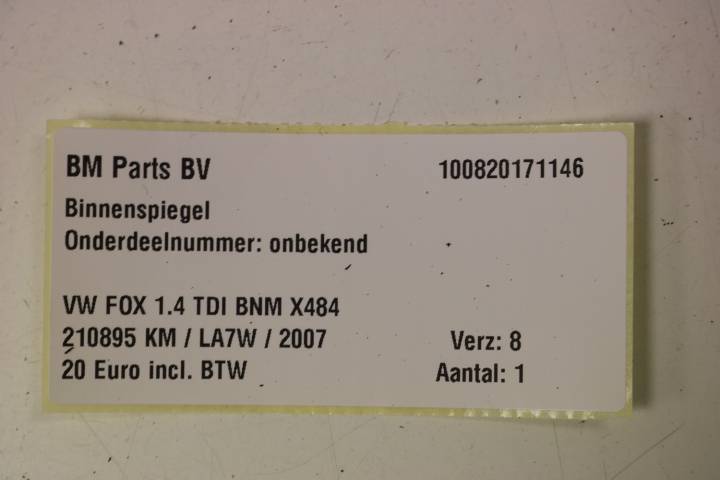 BM Parts BV 100820171146
Binnenspiegel
Onderdeelnummer: onbekend
VW FOX 1.4 TDI BNM X484
210895 KM / LA7W / 2007 Verz: 8
20 Euro incl. BTW Aantal: 1